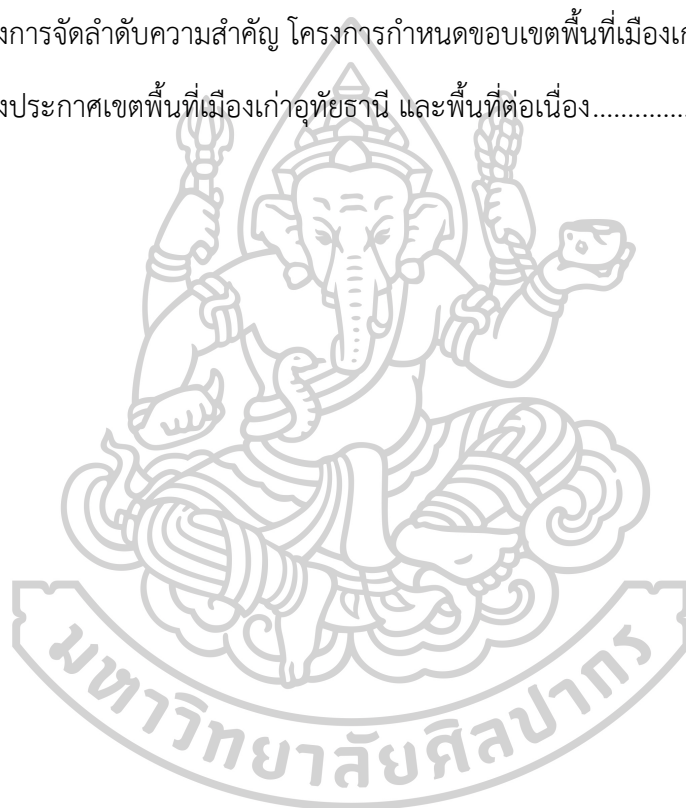 งการจัดลำดับความสำคัญ โครงการกำหนดขอบเขตพื้นที่เมืองเก
งประกาศเขตพื้นที่เมืองเก่าอุทัยธานี และพื้นที่ต่อเนื่อง..............
มหาวิทยาลัยศิลปากร